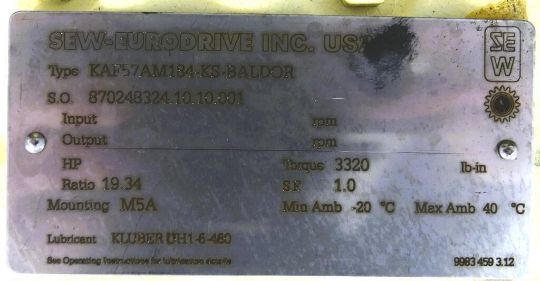 SEW-EURODRIVE INC. USA
SEW
Type KAF57AM184-KS-BALDOR
S.O. 870248324.10.10.001
Input rpm
Output rpm
HP Torque 3320 lb-in
Ratio 19.34 S.F. 1.0
Mounting M5A Min Amb -20 °C Max Amb 40 °C
Lubricant KLUBER UH1-6-460
See Operating Instructions for lubrication details
9983 459 3.12